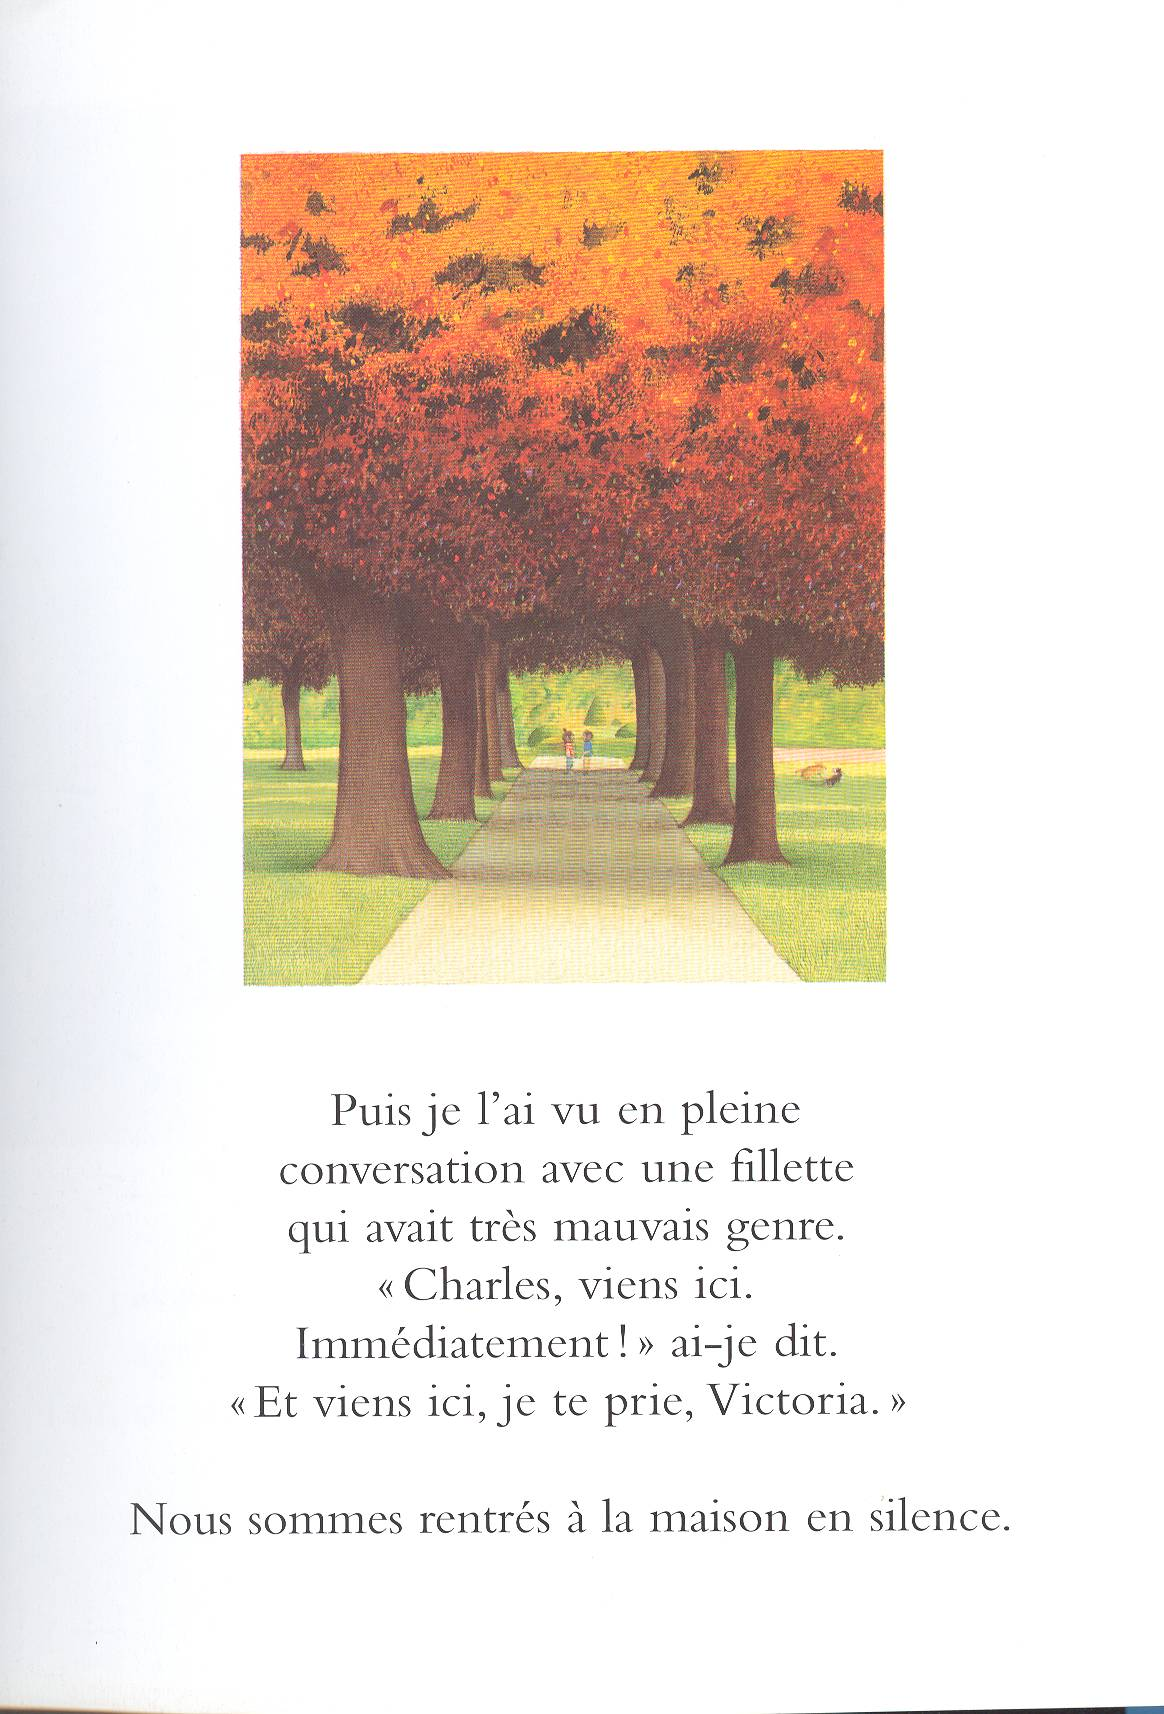 Puis je l’ai vu en pleine
conversation avec une fillette
qui avait très mauvais genre.
« Charles, viens ici.
Immédiatement ! » ai-je dit.
« Et viens ici, je te prie, Victoria. »
Nous sommes rentrés à la maison en silence.